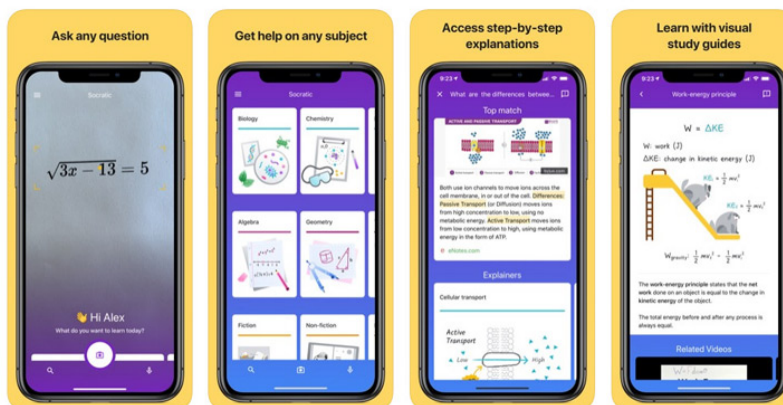 Ask any question
Socratic
√3x – 13 = 5
👋 Hi Alex
What do you want to learn today?
Get help on any subject
Socratic
Biology
Chemistry
Algebra
Geometry
Fiction
Non-fiction
Access step-by-step
explanations
9:23
What are the differences betwee...
Top match
ACTIVE AND PASSIVE TRANSPORT
Both use ion channels to move ions across the
cell membrane, in or out of the cell. Differences:
Passive Transport (or Diffusion) moves ions
from high concentration to low, using no
metabolic energy. Active Transport moves ions
from low concentration to high, using metabolic
energy in the form of ATP.
eNotes.com
Explainers
Cellular transport
Active
Transport
Low
High
Learn with visual
study guides
9:23
Work-energy principle
W = ΔKE
W: work (J)
ΔKE: change in kinetic energy (J)
The work-energy principle states that the net
work done on an object is equal to the change in
kinetic energy of the object.
The total energy before and after any process is
always equal.
Related Videos